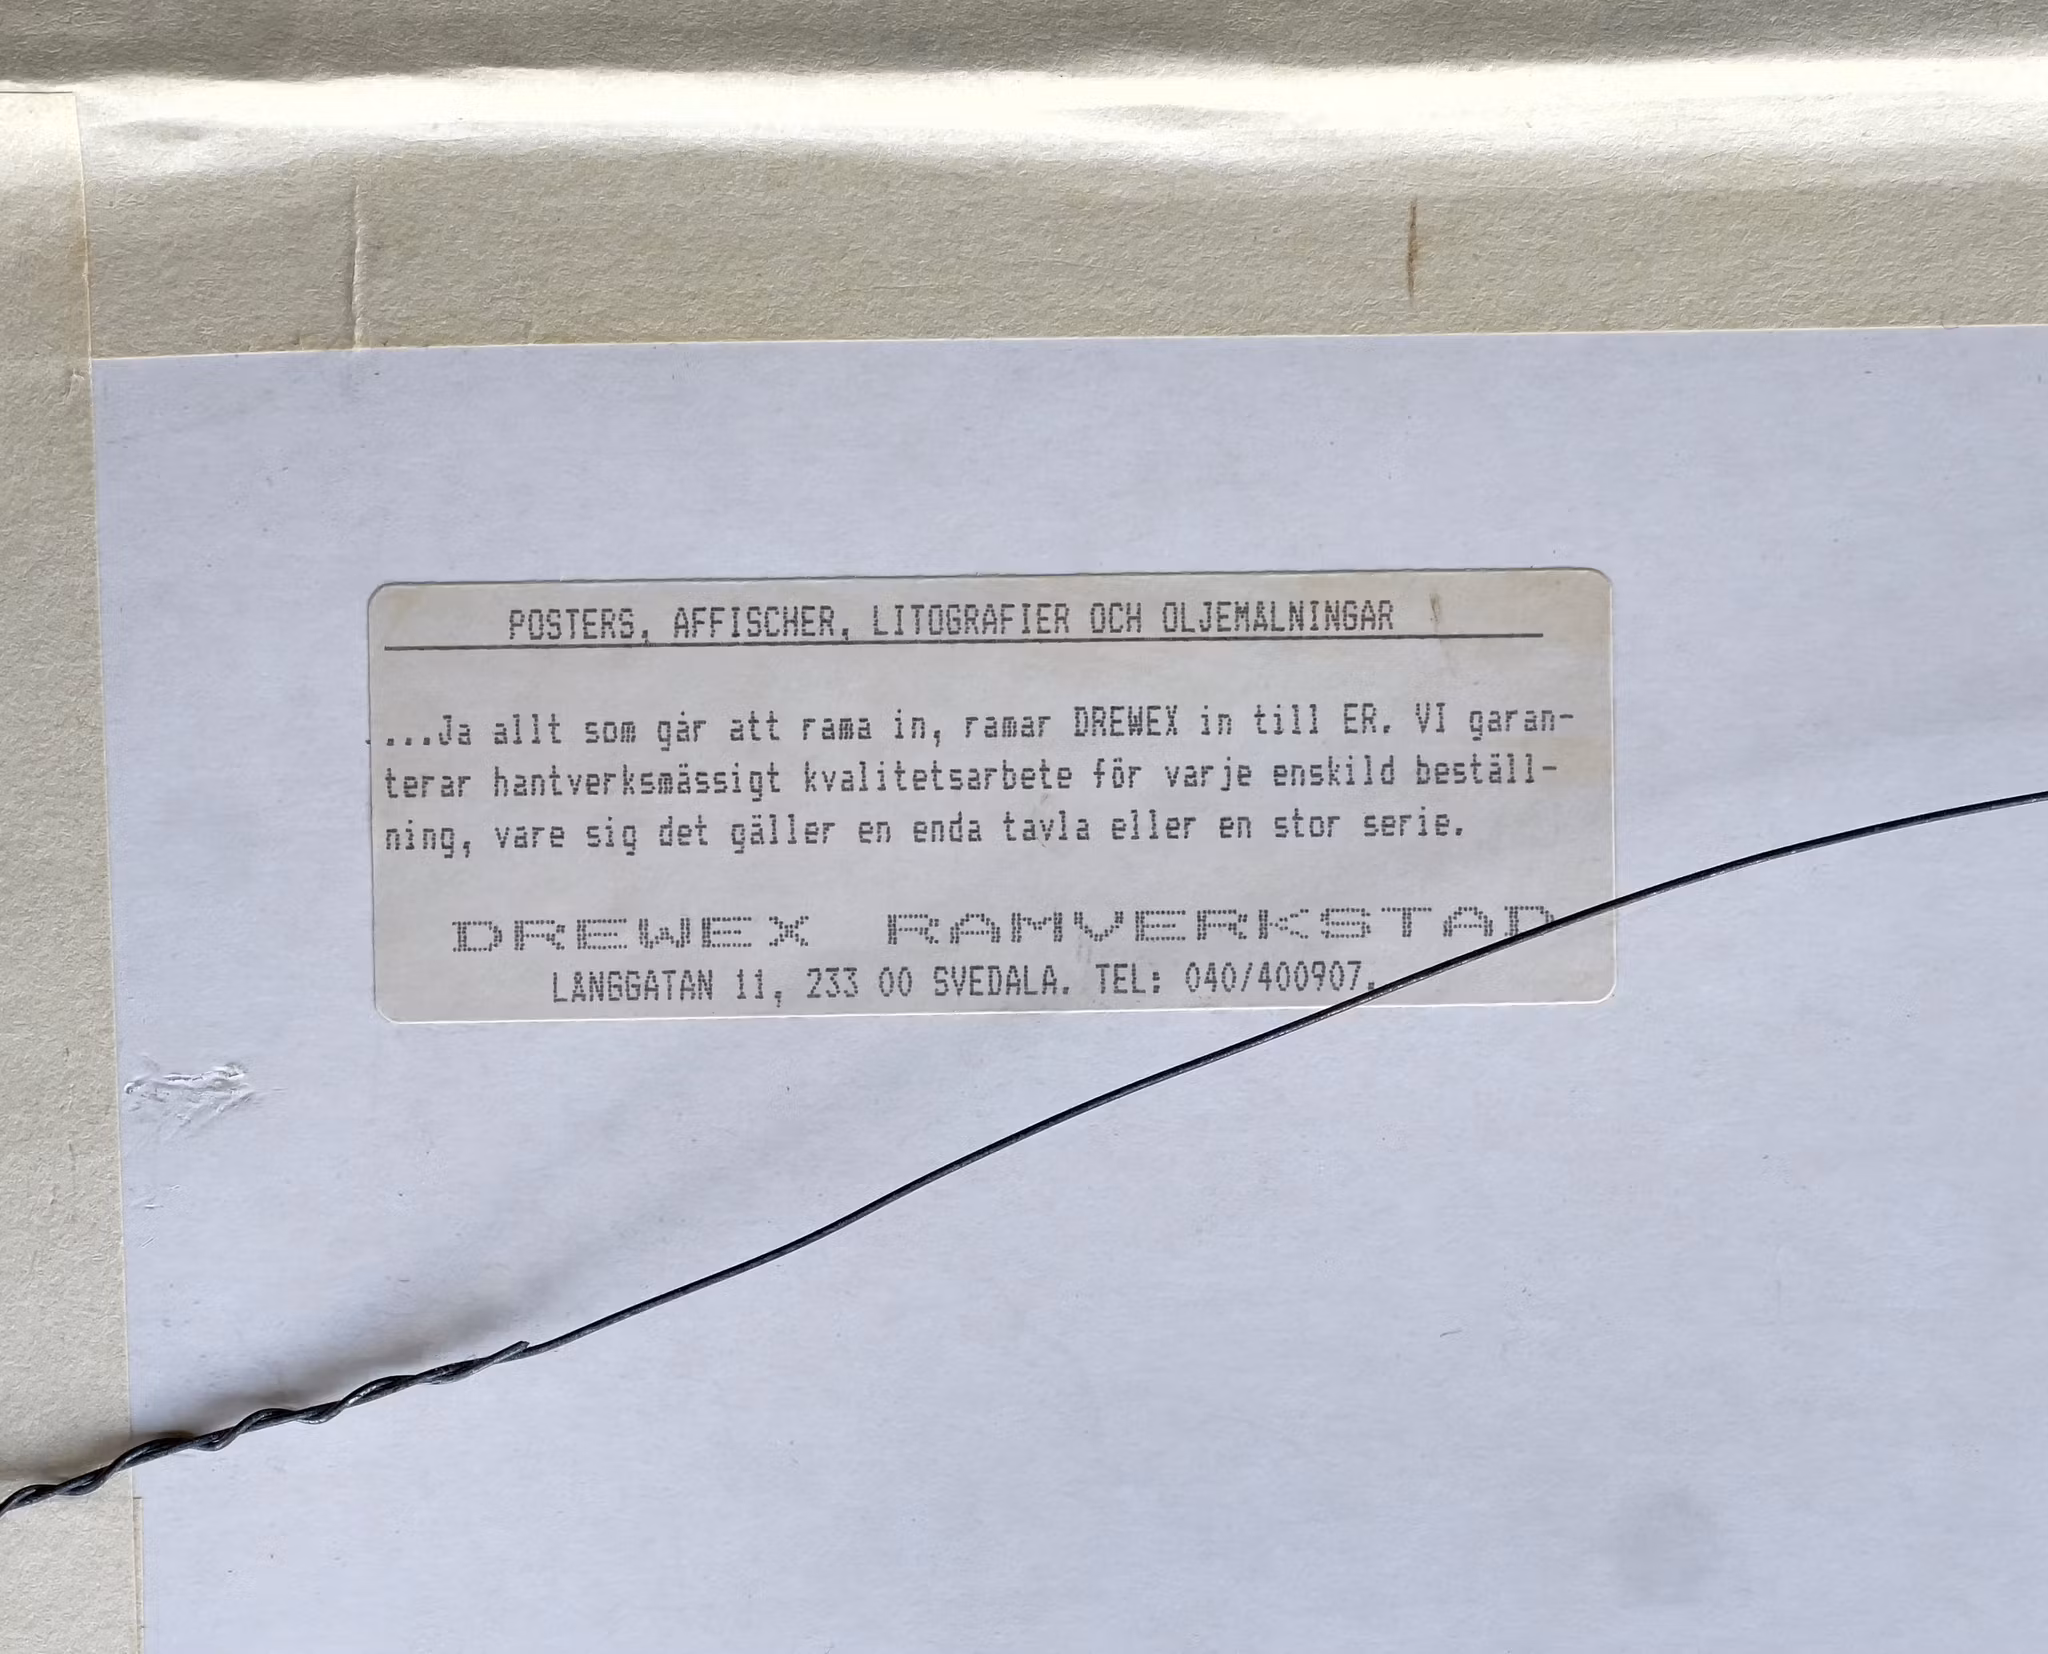 POSTERS, AFFISCHER, LITOGRAFIER OCH OLJEMÅLNINGAR
....Ja allt som går att rama in, ramar DREWEX in till ER. VI garan-
terar hantverksmässigt kvalitetsarbete för varje enskild beställ-
ning, vare sig det gäller en enda tavla eller en stor serie.
DREWEX RAMVERKSTAD
LÅNGGATAN 11, 233 00 SVEDALA. TEL: 040/400907.